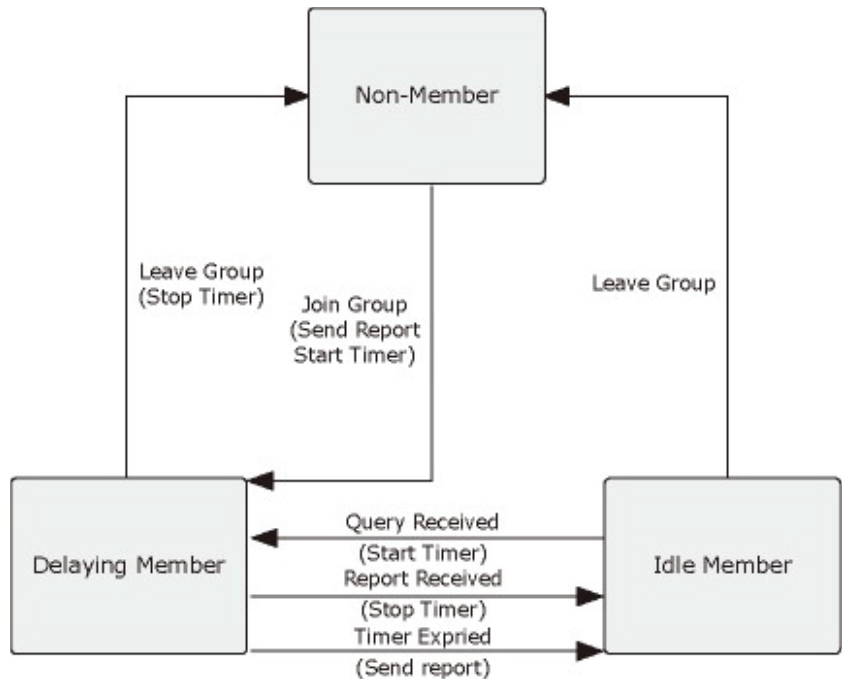 Non-Member
Leave Group
(Stop Timer)
Join Group
(Send Report
Start Timer)
Leave Group
Delaying Member
Query Received
(Start Timer)
Report Received
(Stop Timer)
Timer Expried
(Send report)
Idle Member